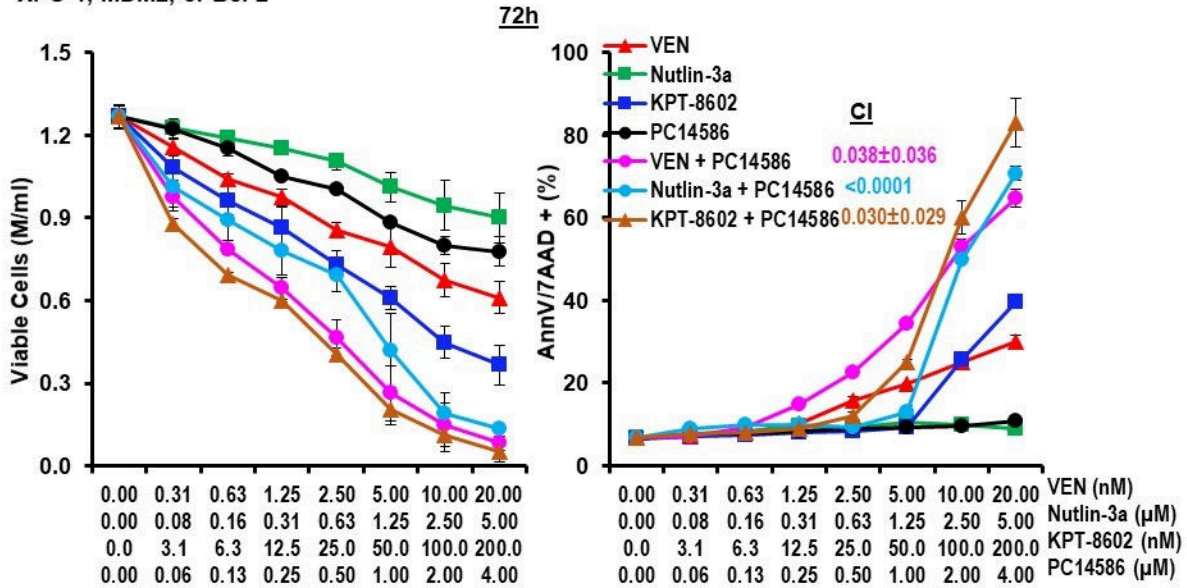 XPO-1, MDM2, or Bcl-2
72h
1.5
1.2
0.9
0.6
0.3
0.0
Viable Cells (M/ml)
100
80
60
40
20
0
AnnV/7AAD + (%)
VEN
Nutlin-3a
KPT-8602
PC14586
VEN + PC14586
Nutlin-3a + PC14586
KPT-8602 + PC14586
CI
0.038±0.036
<0.0001
0.030±0.029
0.00 0.31 0.63 1.25 2.50 5.00 10.00 20.00
0.00 0.08 0.16 0.31 0.63 1.25 2.50 5.00
0.0 3.1 6.3 12.5 25.0 50.0 100.0 200.0
0.00 0.06 0.13 0.25 0.50 1.00 2.00 4.00
0.00 0.31 0.63 1.25 2.50 5.00 10.00 20.00 VEN (nM)
0.00 0.08 0.16 0.31 0.63 1.25 2.50 5.00 Nutlin-3a (µM)
0.0 3.1 6.3 12.5 25.0 50.0 100.0 200.0 KPT-8602 (nM)
0.00 0.06 0.13 0.25 0.50 1.00 2.00 4.00 PC14586 (µM)